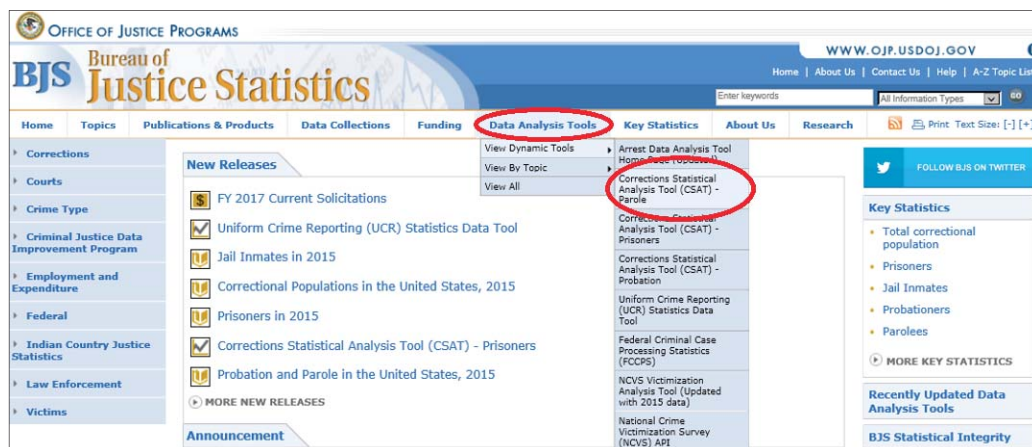 OFFICE OF JUSTICE PROGRAMS
BJS Bureau of Justice Statistics
WWW.OJP.USDOJ.GOV
Home | About Us | Contact Us | Help | A-Z Topic List
Enter keywords
All Information Types
GO
Home Topics Publications & Products Data Collections Funding Data Analysis Tools Key Statistics About Us Research Print Text Size: [-] [+]
Corrections
Courts
Crime Type
Criminal Justice Data
Improvement Program
Employment and
Expenditure
Federal
Indian Country Justice
Statistics
Law Enforcement
Victims
New Releases
FY 2017 Current Solicitations
Uniform Crime Reporting (UCR) Statistics Data Tool
Jail Inmates in 2015
Correctional Populations in the United States, 2015
Prisoners in 2015
Corrections Statistical Analysis Tool (CSAT) - Prisoners
Probation and Parole in the United States, 2015
MORE NEW RELEASES
Announcement
View Dynamic Tools
View By Topic
View All
Arrest Data Analysis Tool
Home Page (Updated)
Corrections Statistical
Analysis Tool (CSAT) -
Parole
Corrections Statistical
Analysis Tool (CSAT) -
Prisoners
Corrections Statistical
Analysis Tool (CSAT) -
Probation
Uniform Crime Reporting
(UCR) Statistics Data
Tool
Federal Criminal Case
Processing Statistics
(FCCPS)
NCVS Victimization
Analysis Tool (Updated
with 2015 data)
National Crime
Victimization Survey
(NCVS) API
FOLLOW BJS ON TWITTER
Key Statistics
Total correctional
population
Prisoners
Jail Inmates
Probationers
Parolees
MORE KEY STATISTICS
Recently Updated Data
Analysis Tools
BJS Statistical Integrity